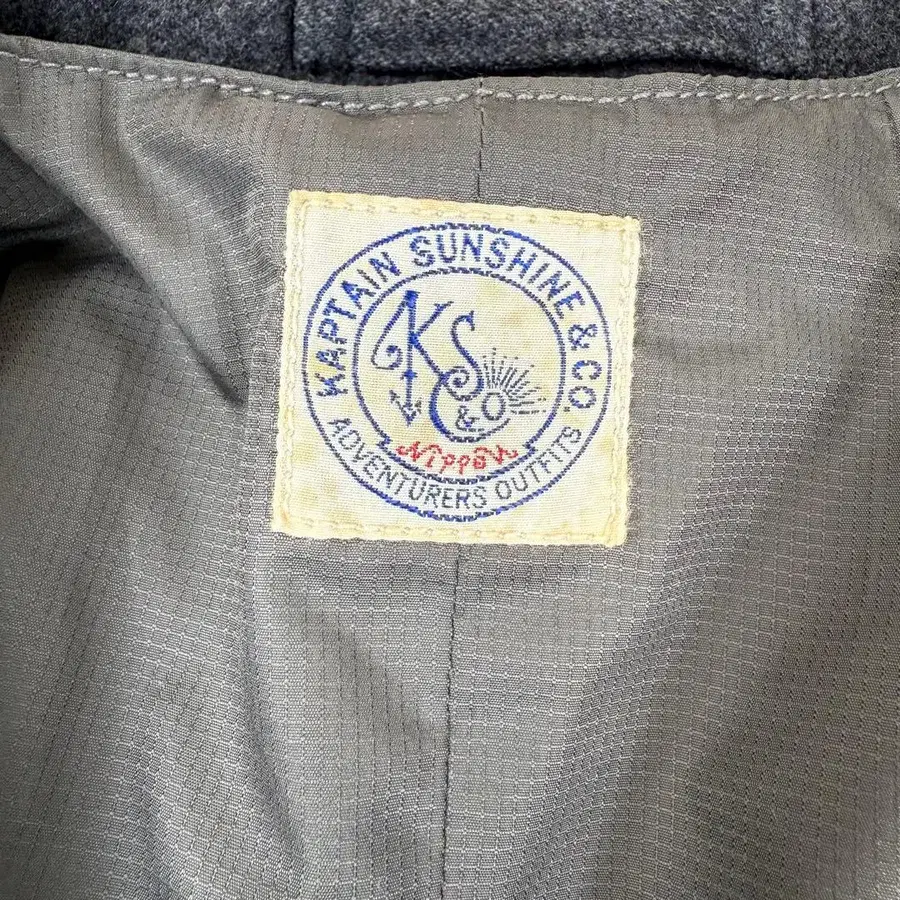 KAPTAIN SUNSHINE & CO.
KS
& CO
Nippon
ADVENTURERS OUTFITS